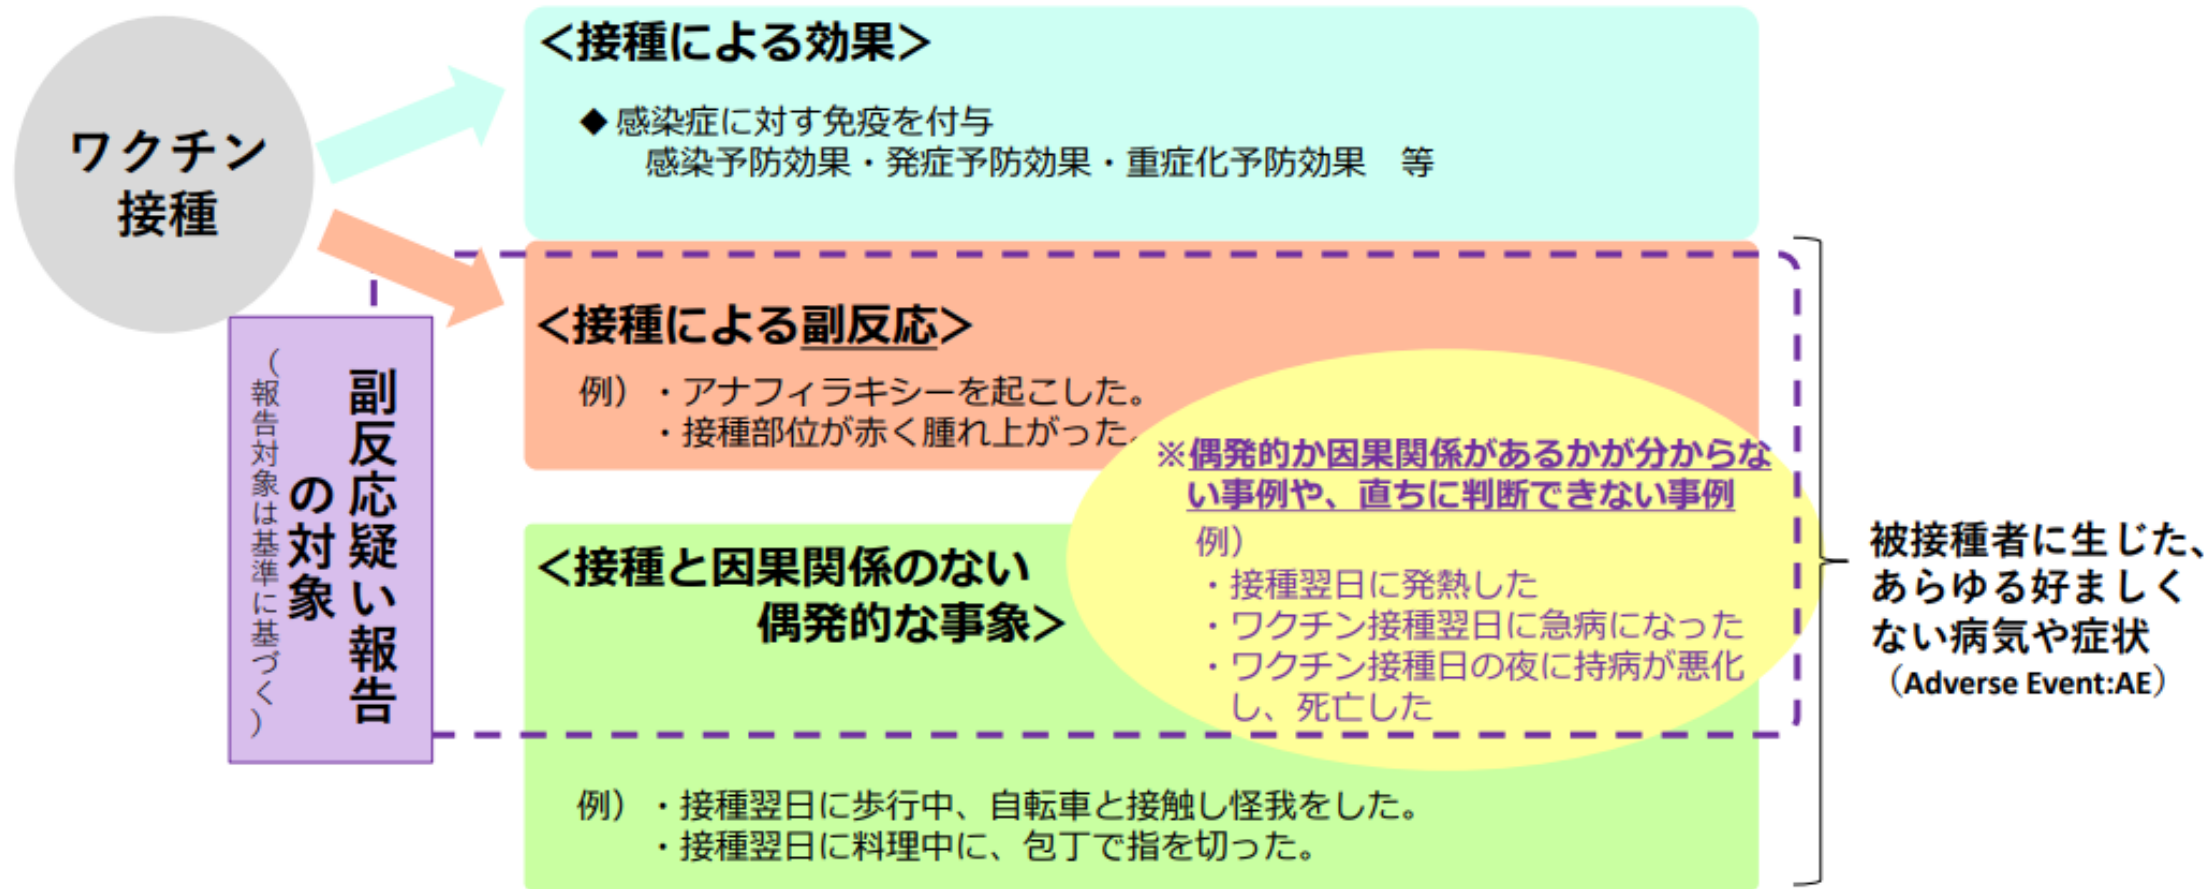 ワクチン
接種
＜接種による効果＞
◆ 感染症に対す免疫を付与
感染予防効果・発症予防効果・重症化予防効果　等
＜接種による副反応＞
例）・アナフィラキシーを起こした。
・接種部位が赤く腫れ上がった。
副反応疑い報告
の対象
（報告対象は基準に基づく）
※偶発的か因果関係があるかが分からな
い事例や、直ちに判断できない事例
例）
・接種翌日に発熱した
・ワクチン接種翌日に急病になった
・ワクチン接種日の夜に持病が悪化
し、死亡した
＜接種と因果関係のない
偶発的な事象＞
例）・接種翌日に歩行中、自転車と接触し怪我をした。
・接種翌日に料理中に、包丁で指を切った。
被接種者に生じた、
あらゆる好ましく
ない病気や症状
（Adverse Event:AE）